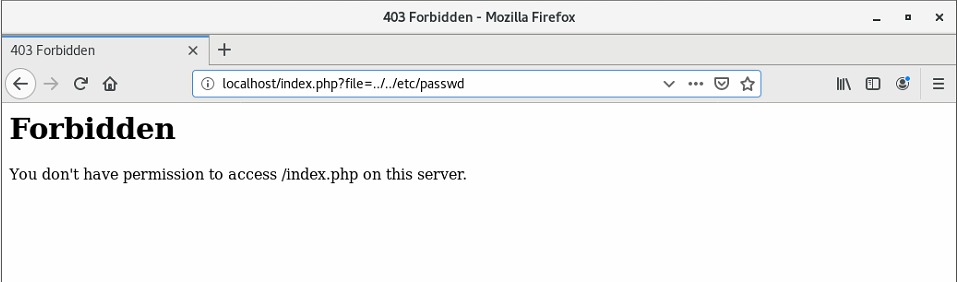 403 Forbidden - Mozilla Firefox
403 Forbidden
localhost/index.php?file=../../etc/passwd
Forbidden
You don't have permission to access /index.php on this server.